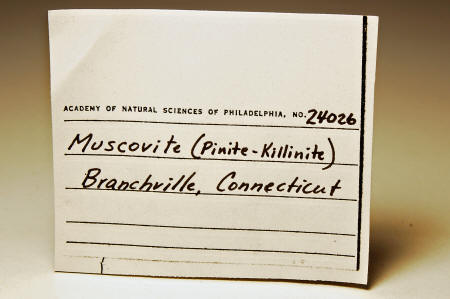 ACADEMY OF NATURAL SCIENCES OF PHILADELPHIA, NO. 24026
Muscovite (Pinite-Killinite)
Branchville, Connecticut